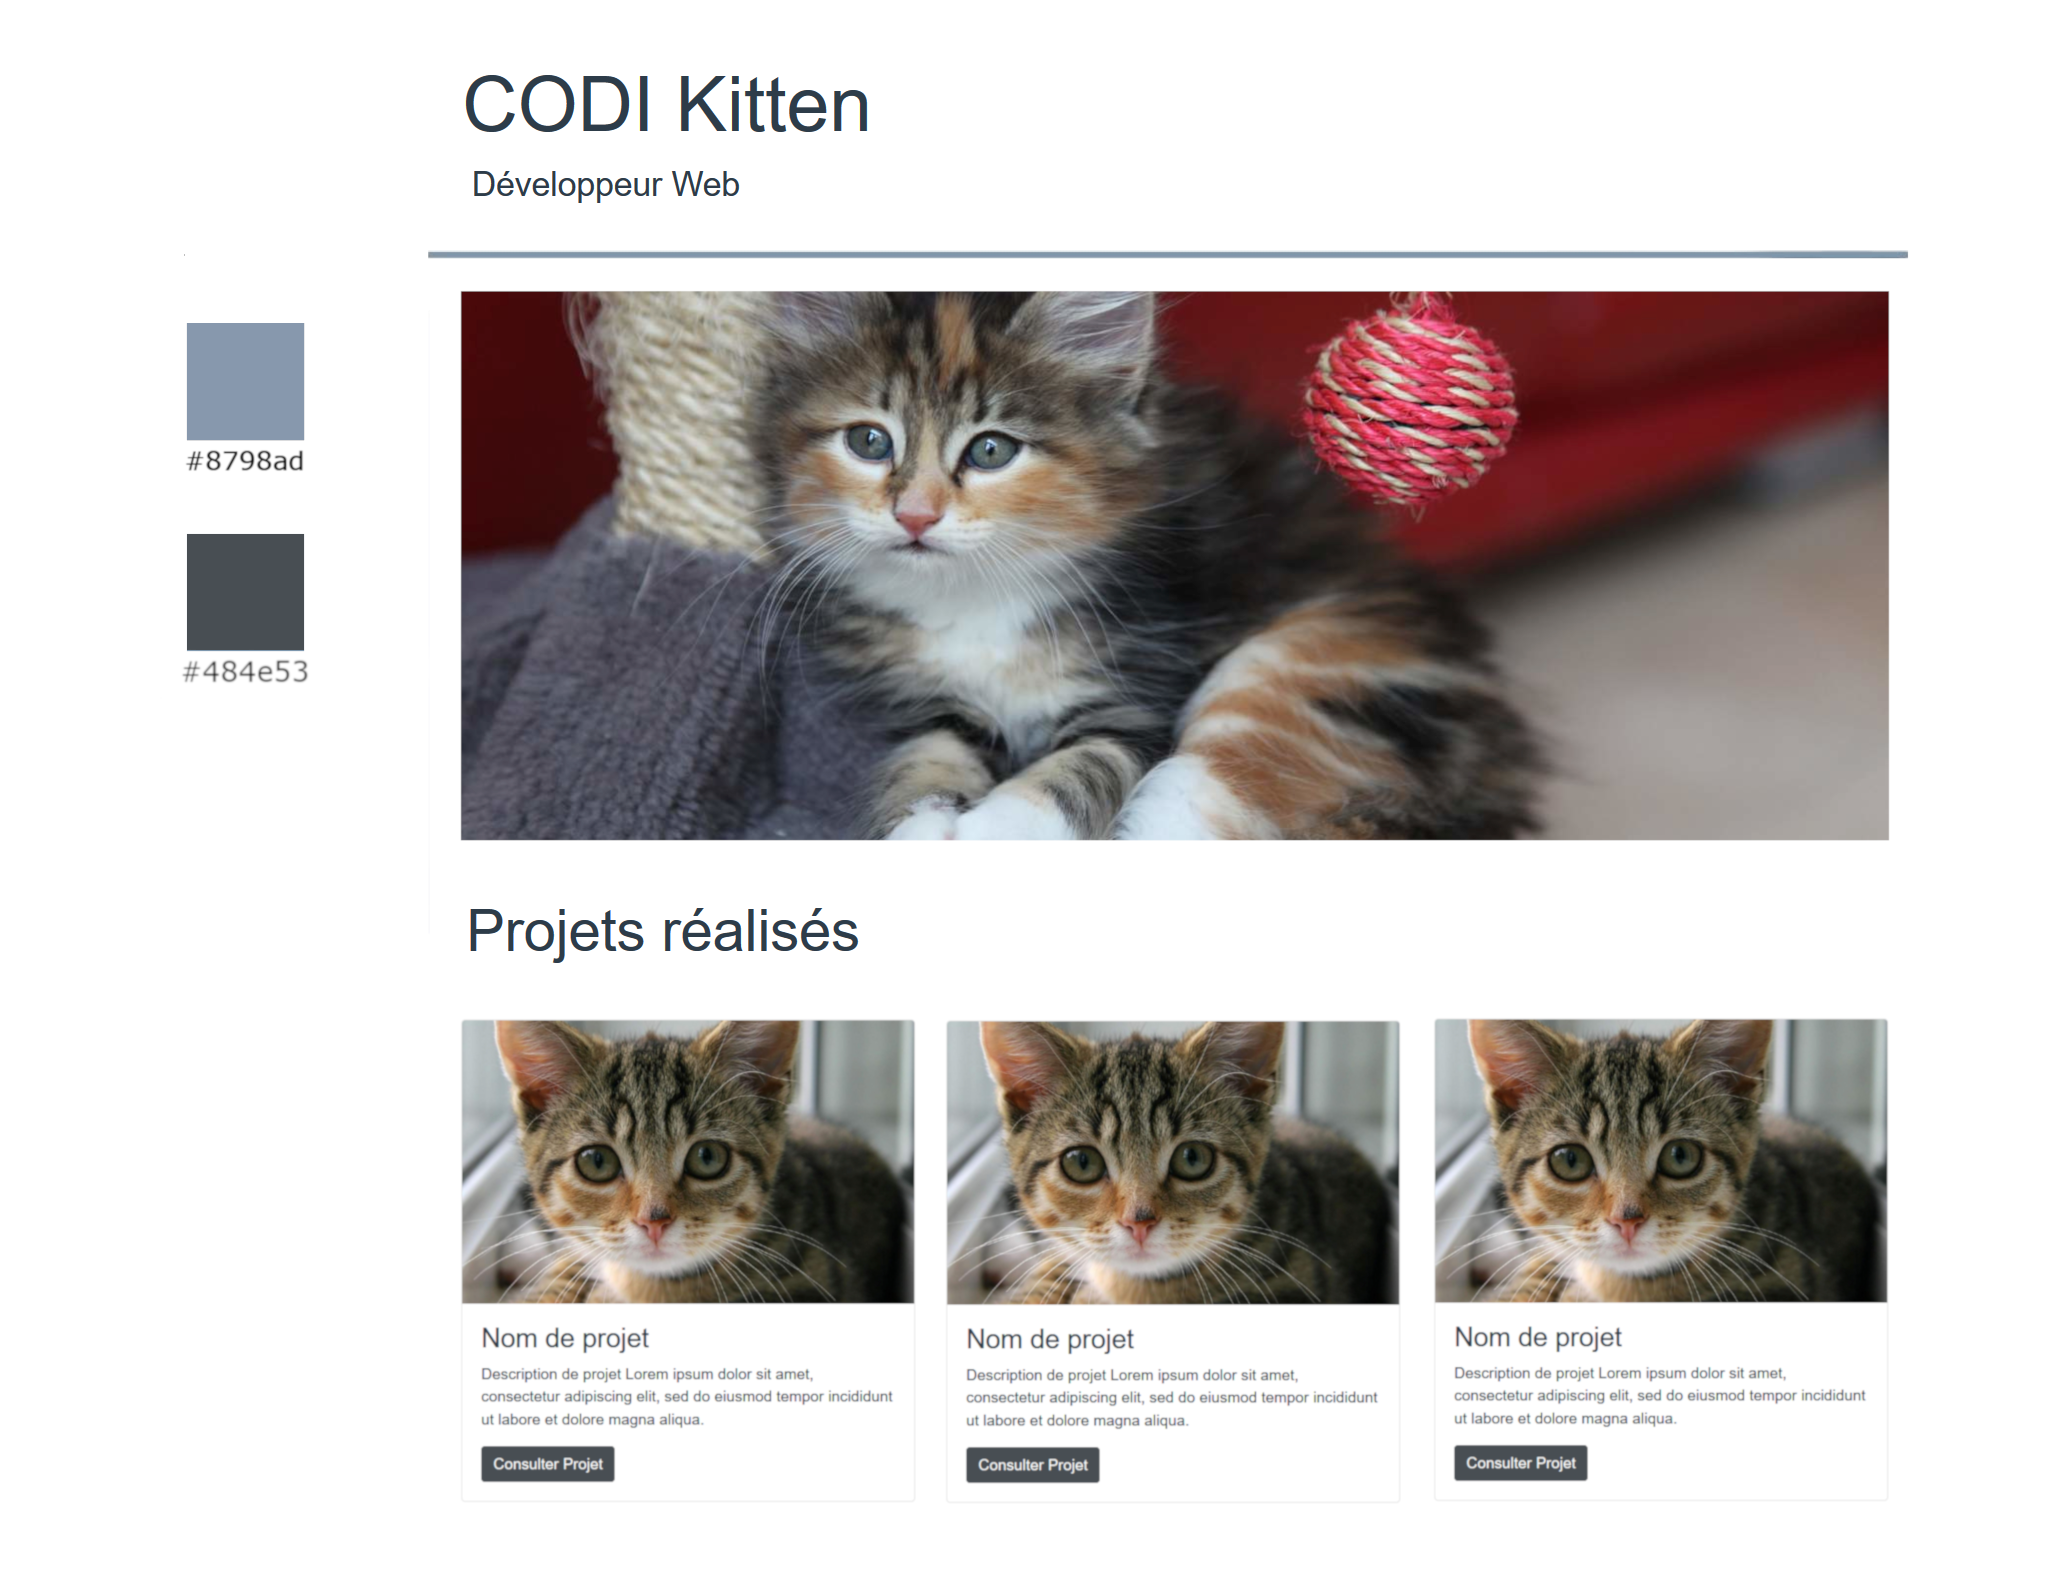 CODI Kitten
Développeur Web
#8798ad
#484e53
Projets réalisés
Nom de projet
Description de projet Lorem ipsum dolor sit amet,
consectetur adipiscing elit, sed do eiusmod tempor incididunt
ut labore et dolore magna aliqua.
Consulter Projet
Nom de projet
Description de projet Lorem ipsum dolor sit amet,
consectetur adipiscing elit, sed do eiusmod tempor incididunt
ut labore et dolore magna aliqua.
Consulter Projet
Nom de projet
Description de projet Lorem ipsum dolor sit amet,
consectetur adipiscing elit, sed do eiusmod tempor incididunt
ut labore et dolore magna aliqua.
Consulter Projet